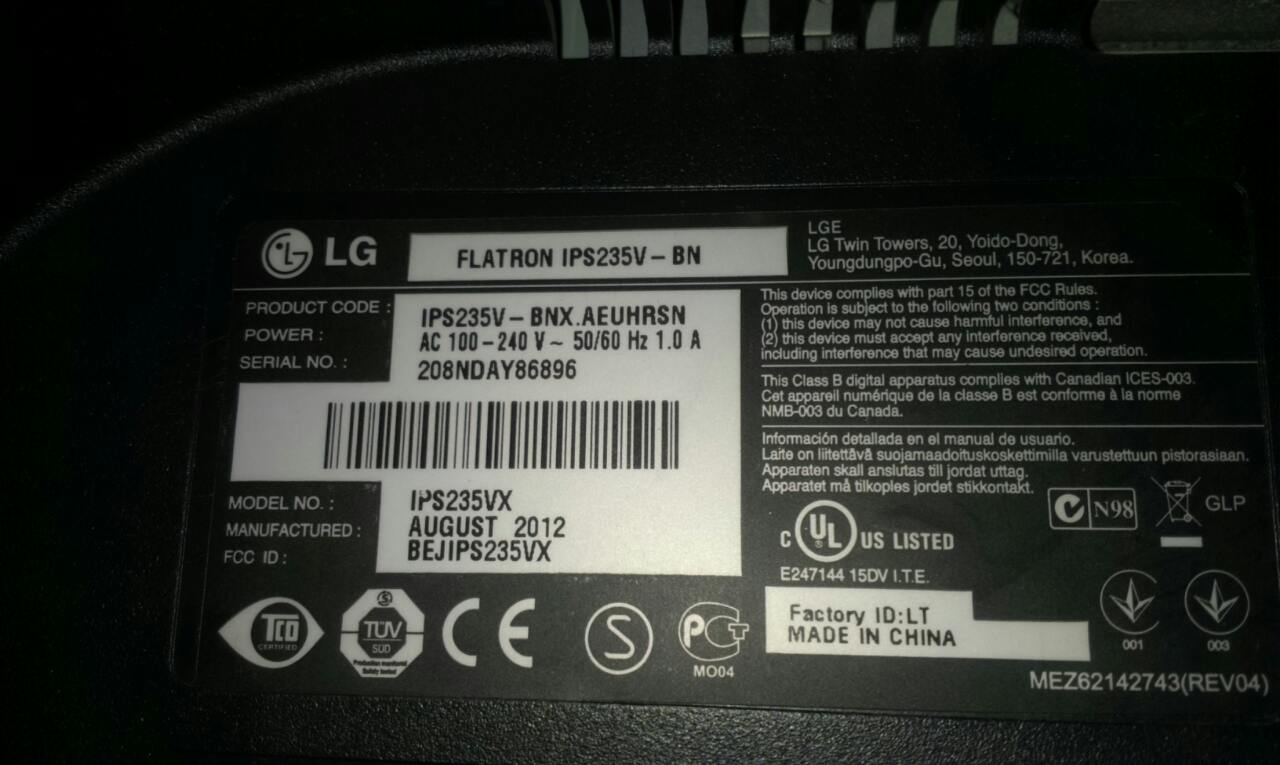 LG
FLATRON IPS235V-BN
LGE
LG Twin Towers, 20, Yoido-Dong,
Youngdungpo-Gu, Seoul, 150-721, Korea.
PRODUCT CODE : IPS235V-BNX.AEUHRSN
POWER : AC 100-240 V~ 50/60 Hz 1.0 A
SERIAL NO. : 208NDAY86896
MODEL NO. : IPS235VX
MANUFACTURED : AUGUST 2012
FCC ID : BEJIPS235VX
This device complies with part 15 of the FCC Rules.
Operation is subject to the following two conditions :
(1) this device may not cause harmful interference, and
(2) this device must accept any interference received,
including interference that may cause undesired operation.
This Class B digital apparatus complies with Canadian ICES-003.
Cet appareil numérique de la classe B est conforme à la norme
NMB-003 du Canada.
Información detallada en el manual de usuario.
Laite on liitettåvå suojamaadoituskoskettimilla varustettuun pistorasiaan.
Apparaten skall anslutas till jordat uttag.
Apparatet må tilkoples jordet stikkontakt.
C UL US LISTED
E247144 15DV I.T.E.
N98
GLP
Factory ID:LT
MADE IN CHINA
001
003
TCO
CERTIFIED
TÜV
SÜD
Production monitored
Safety tested
CE
S
PCT
MO04
MEZ62142743(REV04)